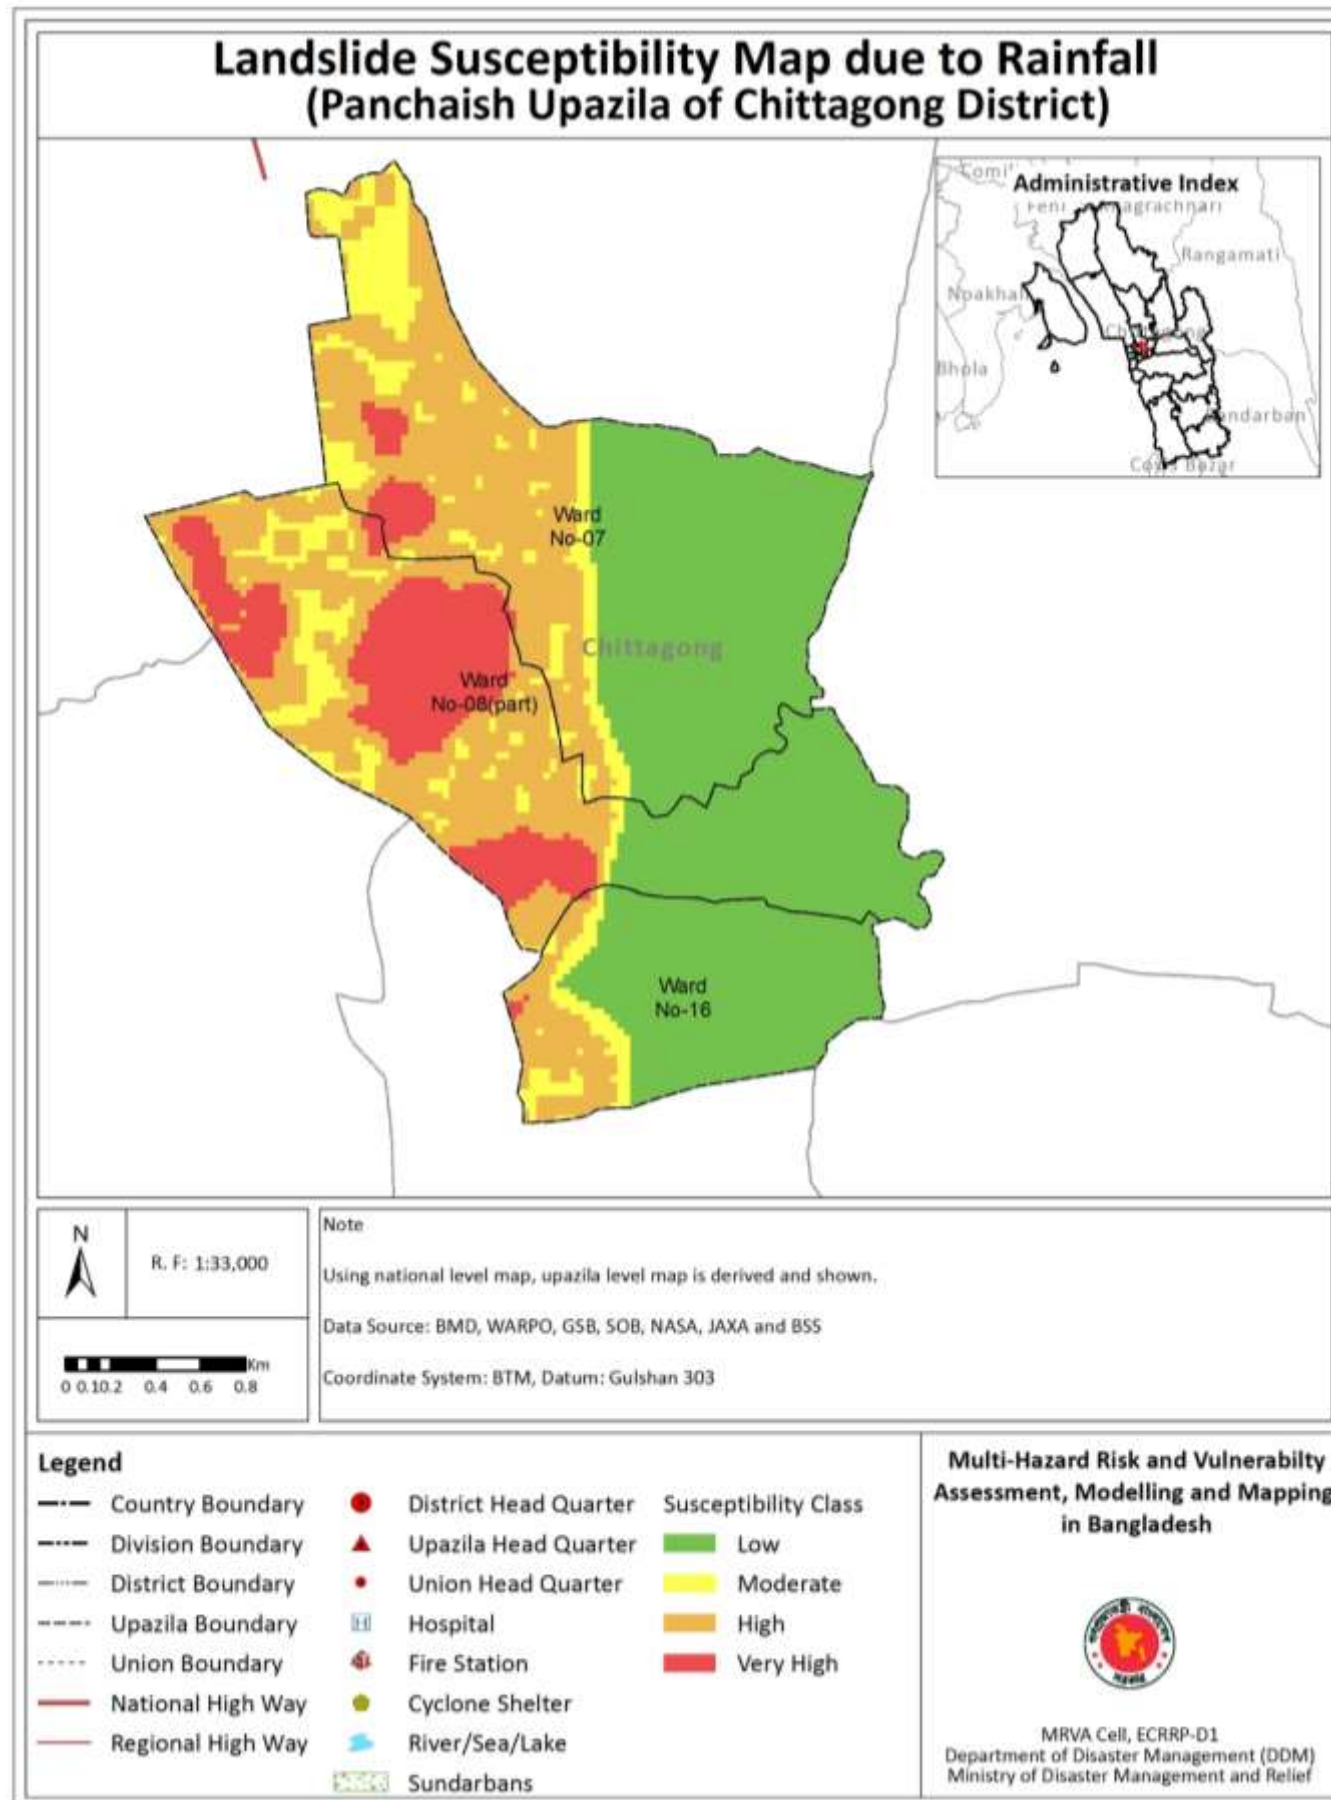 Landslide Susceptibility Map due to Rainfall
(Panchaish Upazila of Chittagong District)
Administrative Index
Rangamati
Bhola
Ward
No-07
Chittagong
Ward
No-08(part)
Ward
No-16
N
R. F: 1:33,000
Km
0 0.10.2 0.4 0.6 0.8
Note
Using national level map, upazila level map is derived and shown.
Data Source: BMD, WARPO, GSB, SOB, NASA, JAXA and BSS
Coordinate System: BTM, Datum: Gulshan 303
Legend
Country Boundary
Division Boundary
District Boundary
Upazila Boundary
Union Boundary
National High Way
Regional High Way
District Head Quarter
Upazila Head Quarter
Union Head Quarter
H Hospital
Fire Station
Cyclone Shelter
River/Sea/Lake
Sundarbans
Susceptibility Class
Low
Moderate
High
Very High
Multi-Hazard Risk and Vulnerabilty
Assessment, Modelling and Mapping
in Bangladesh
MRVA Cell, ECRRP-D1
Department of Disaster Management (DDM)
Ministry of Disaster Management and Relief